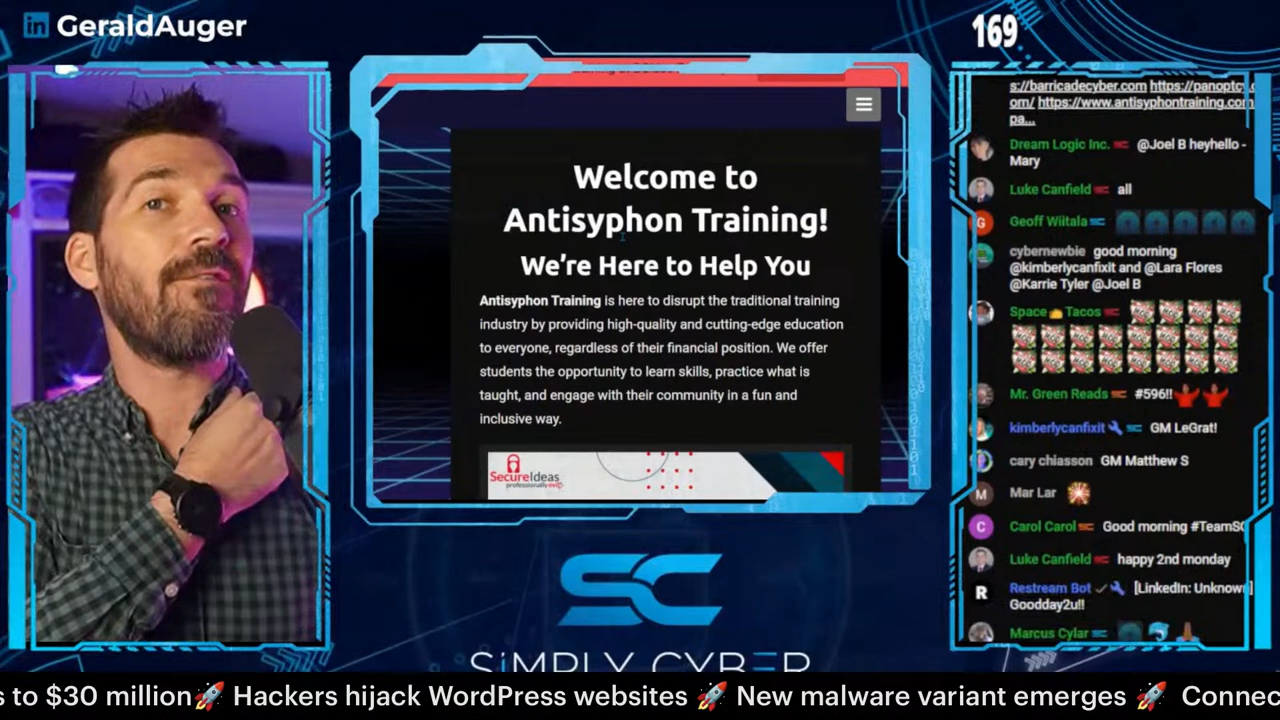 in GeraldAuger
169
Welcome to
Antisyphon Training!
We're Here to Help You
Antisyphon Training is here to disrupt the traditional training
industry by providing high-quality and cutting-edge education
to everyone, regardless of their financial position. We offer
students the opportunity to learn skills, practice what is
taught, and engage with their community in a fun and
inclusive way.
SecureIdeas
professionally evil
s://barricadecyber.com https://panoptcy.c
om/ https://www.antisyphontraining.com
pa...
Dream Logic Inc. @Joel B heyhello -
Mary
Luke Canfield all
G Geoff Wiitala
cybernewbie good morning
@kimberlycanfixit and @Lara Flores
@Karrie Tyler @Joel B
Space Tacos
Mr. Green Reads #596!!
kimberlycanfixit GM LeGrat!
cary chiasson GM Matthew S
M Mar Lar
C Carol Carol Good morning #TeamSC
Luke Canfield happy 2nd monday
R Restream Bot [LinkedIn: Unknown]
Goodday2u!!
Marcus Cylar
SC
SIMPLY CYBER
s to $30 million🚀 Hackers hijack WordPress websites 🚀 New malware variant emerges 🚀 Connec